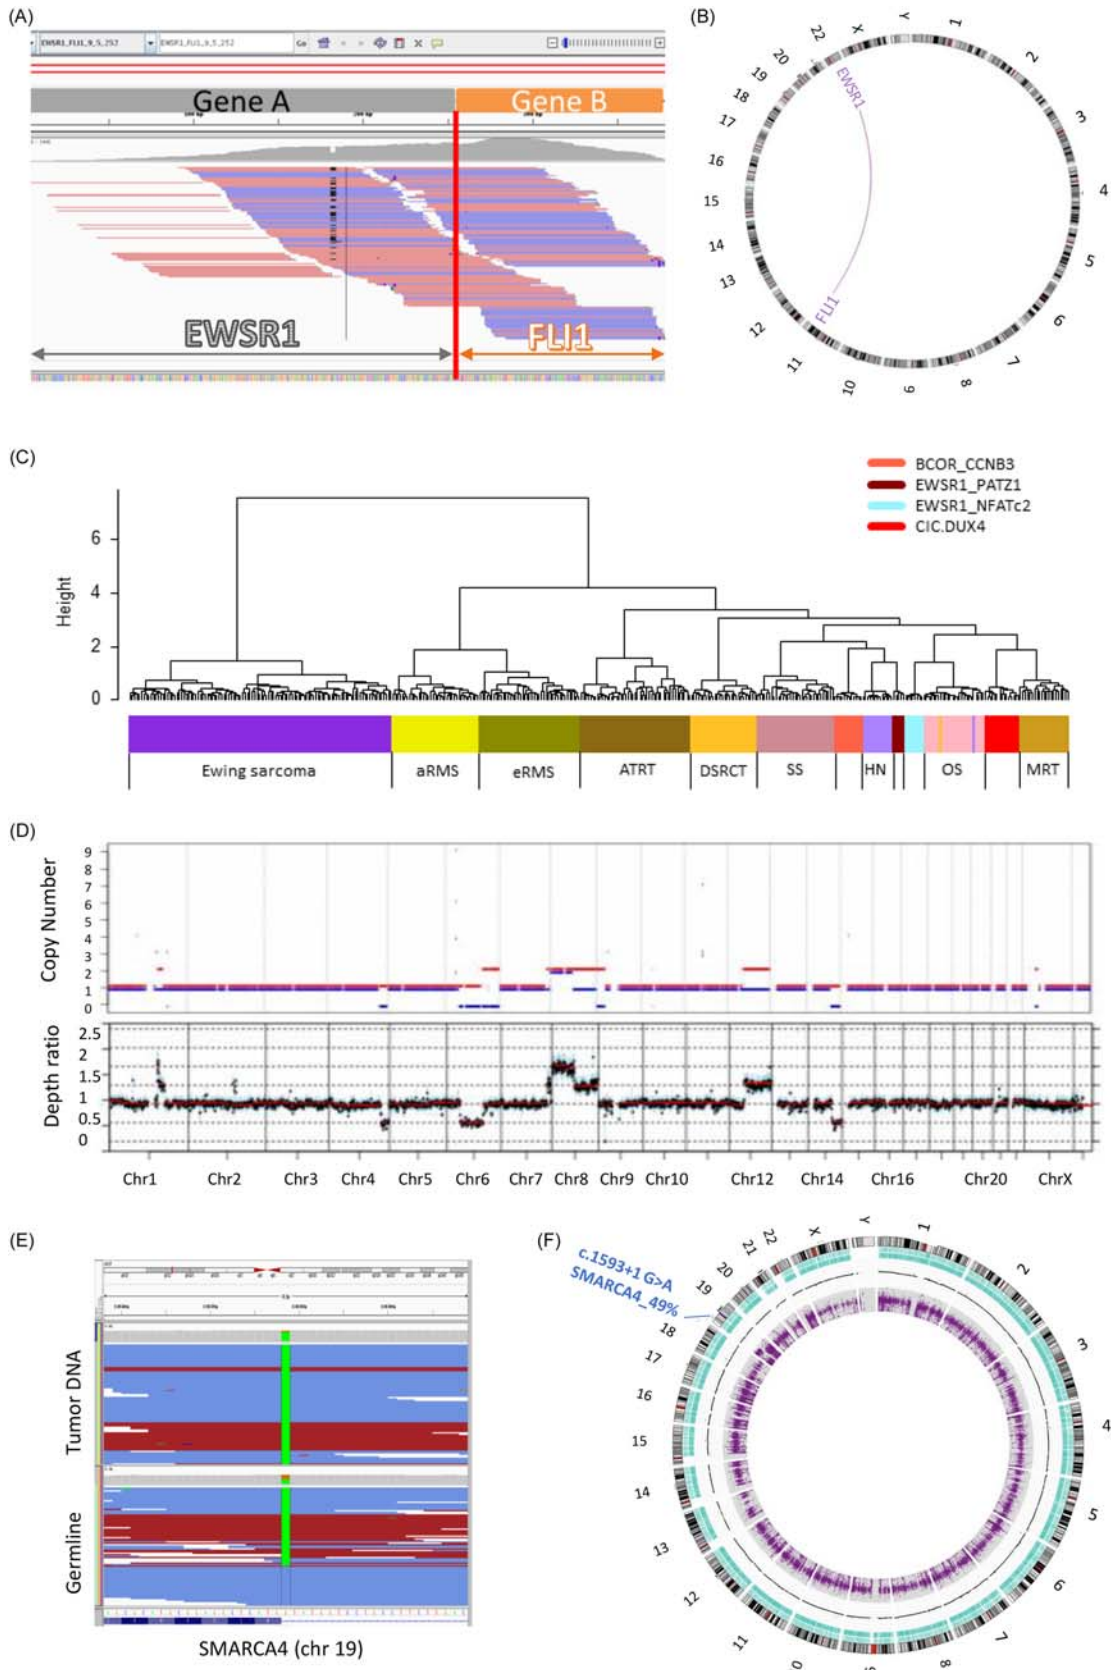 (A)
EWSR1_FLI1_9_5_252
EWSR1_FLI1_9_5_252
Go
Gene A
Gene B
EWSR1
FLI1
(B)
Y
1
2
3
4
5
6
7
8
9
10
11
12
13
14
15
16
17
18
19
20
22
X
EWSR1
FLI1
(C)
BCOR_CCNB3
EWSR1_PATZ1
EWSR1_NFATc2
CIC.DUX4
Height
6
4
2
0
Ewing sarcoma
aRMS
eRMS
ATRT
DSRCT
SS
HN
OS
MRT
(D)
Copy Number
9
8
7
6
5
4
3
2
1
0
Depth ratio
2.5
2
1.5
1
0.5
0
Chr1
Chr2
Chr3
Chr4
Chr5
Chr6
Chr7
Chr8
Chr9
Chr10
Chr12
Chr14
Chr16
Chr20
ChrX
(E)
Tumor DNA
Germline
SMARCA4 (chr 19)
(F)
c.1593+1 G>A
SMARCA4_49%
Y
1
2
3
4
5
6
7
8
11
12
13
14
15
16
17
18
19
20
21
22
X